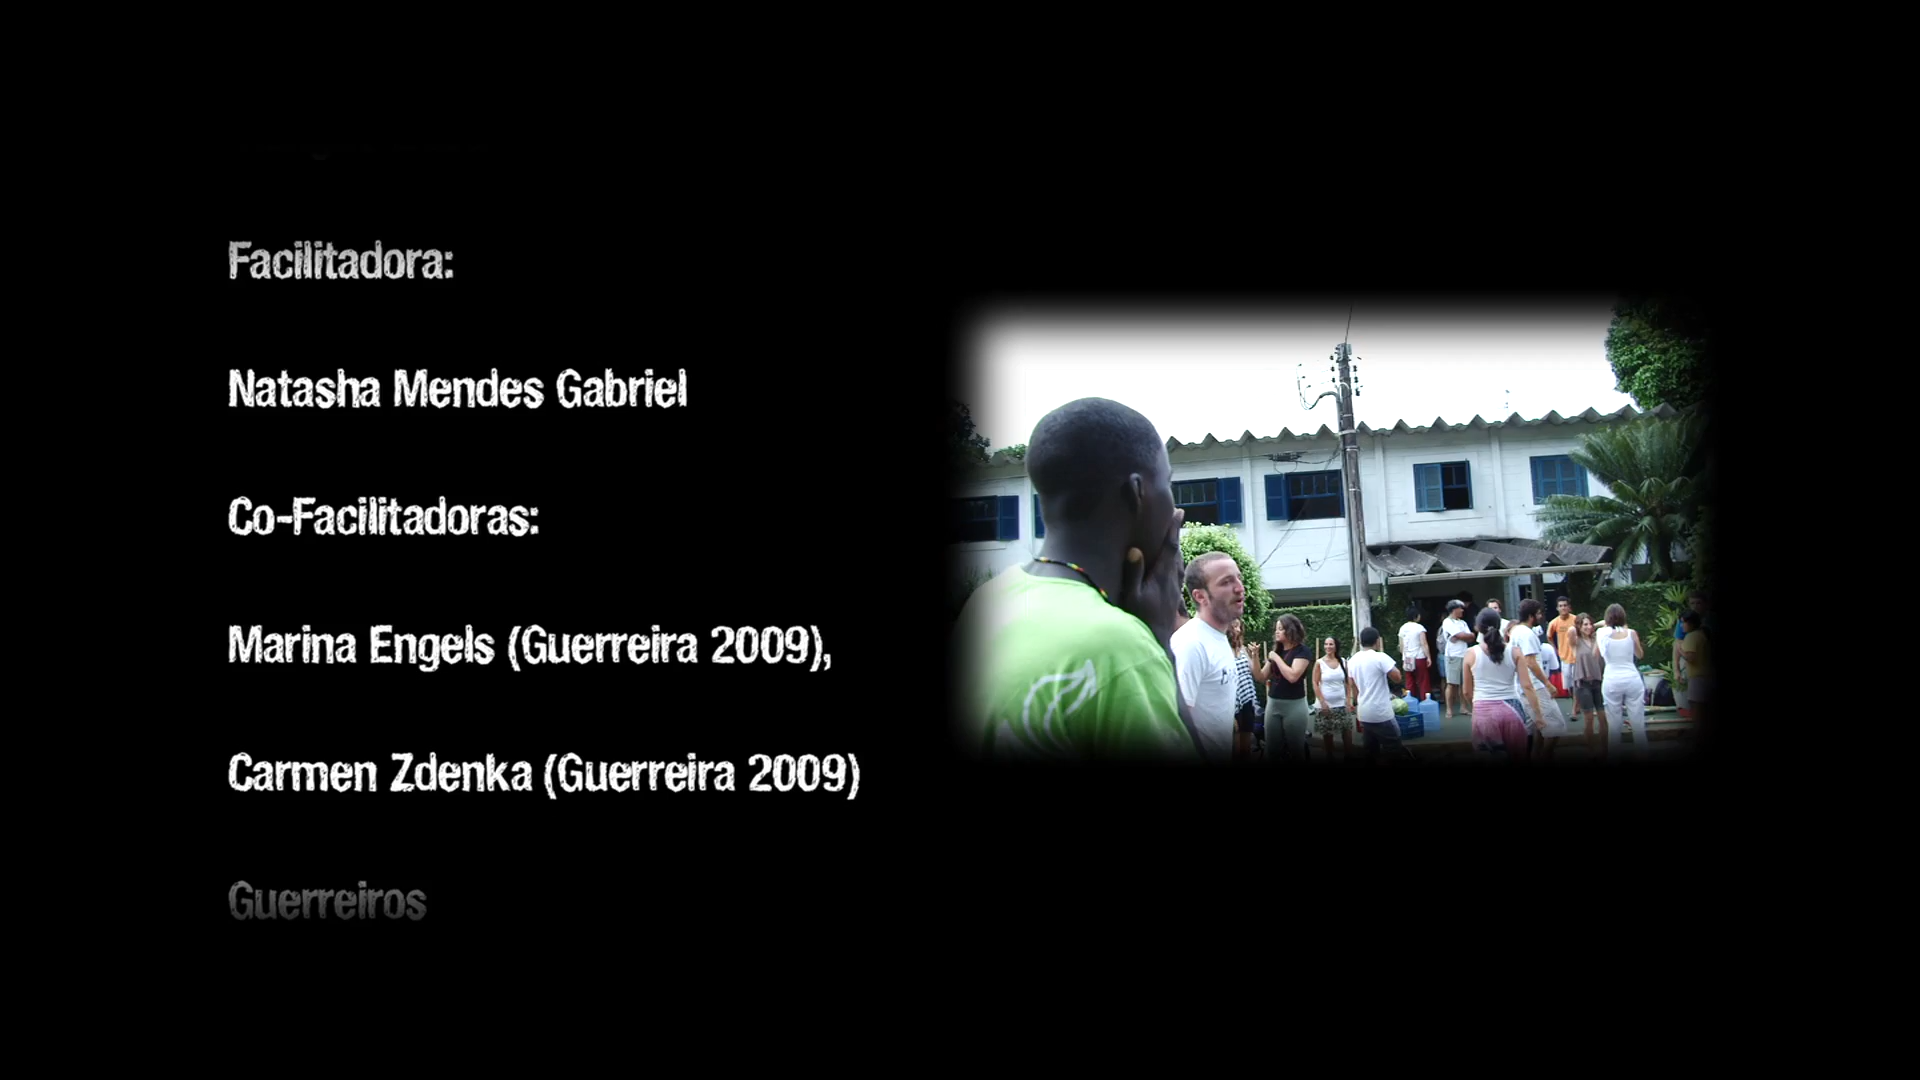 Facilitadora:
Natasha Mendes Gabriel
Co-Facilitadoras:
Marina Engels (Guerreira 2009),
Carmen Zdenka (Guerreira 2009)
Guerreiros